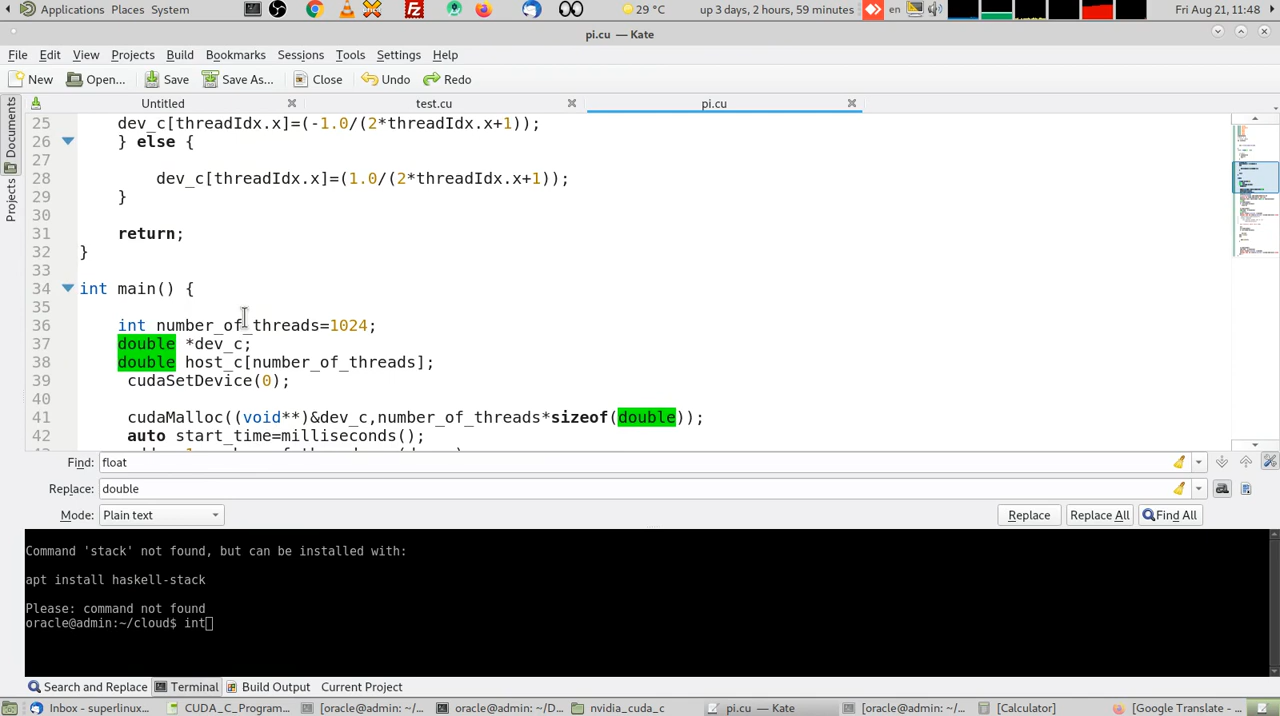 Applications Places System 29 °C up 3 days, 2 hours, 59 minutes en Fri Aug 21, 11:48
pi.cu — Kate
File Edit View Projects Build Bookmarks Sessions Tools Settings Help
New Open... Save Save As... Close Undo Redo
Untitled test.cu pi.cu
Documents
Projects
25 dev_c[threadIdx.x]=(-1.0/(2*threadIdx.x+1));
26 } else {
27
28 dev_c[threadIdx.x]=(1.0/(2*threadIdx.x+1));
29 }
30
31 return;
32 }
33
34 int main() {
35
36 int number_of_threads=1024;
37 double *dev_c;
38 double host_c[number_of_threads];
39 cudaSetDevice(0);
40
41 cudaMalloc((void**)&dev_c,number_of_threads*sizeof(double));
42 auto start_time=milliseconds();
Find: float
Replace: double
Mode: Plain text Replace Replace All Find All
Command 'stack' not found, but can be installed with:
apt install haskell-stack
Please: command not found
oracle@admin:~/cloud$ int
Search and Replace Terminal Build Output Current Project
Inbox - superlinux... CUDA_C_Program... [oracle@admin: ~/... oracle@admin: ~/D... nvidia_cuda_c pi.cu — Kate [oracle@admin: ~/... [Calculator] [Google Translate - ...